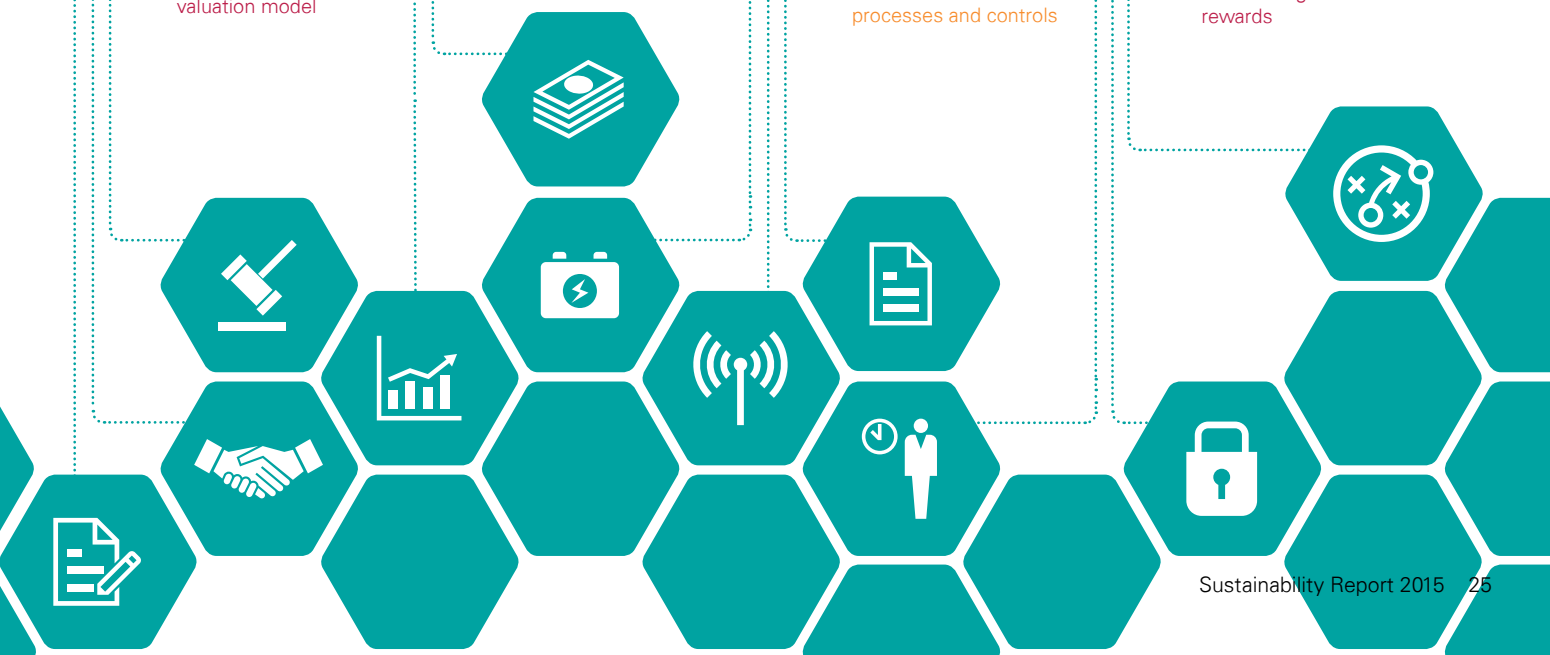 valuation model
processes and controls
rewards
Sustainability Report 2015 25